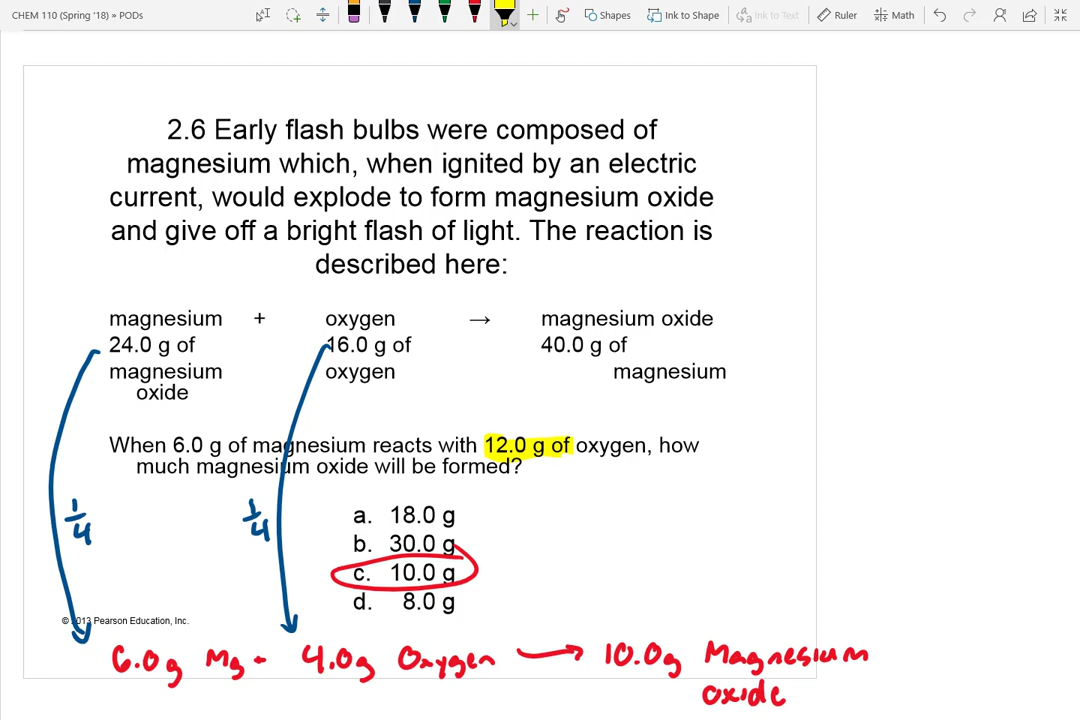 CHEM 110 (Spring '18) » PODs
Shapes Ink to Shape Ink to Text Ruler Math
2.6 Early flash bulbs were composed of
magnesium which, when ignited by an electric
current, would explode to form magnesium oxide
and give off a bright flash of light. The reaction is
described here:
magnesium + oxygen → magnesium oxide
24.0 g of 16.0 g of 40.0 g of
magnesium oxygen magnesium
oxide
When 6.0 g of magnesium reacts with 12.0 g of oxygen, how
much magnesium oxide will be formed?
1/4 1/4
a. 18.0 g
b. 30.0 g
c. 10.0 g
d. 8.0 g
© 2013 Pearson Education, Inc.
6.0g Mg + 4.0g Oxygen → 10.0g Magnesium
oxide